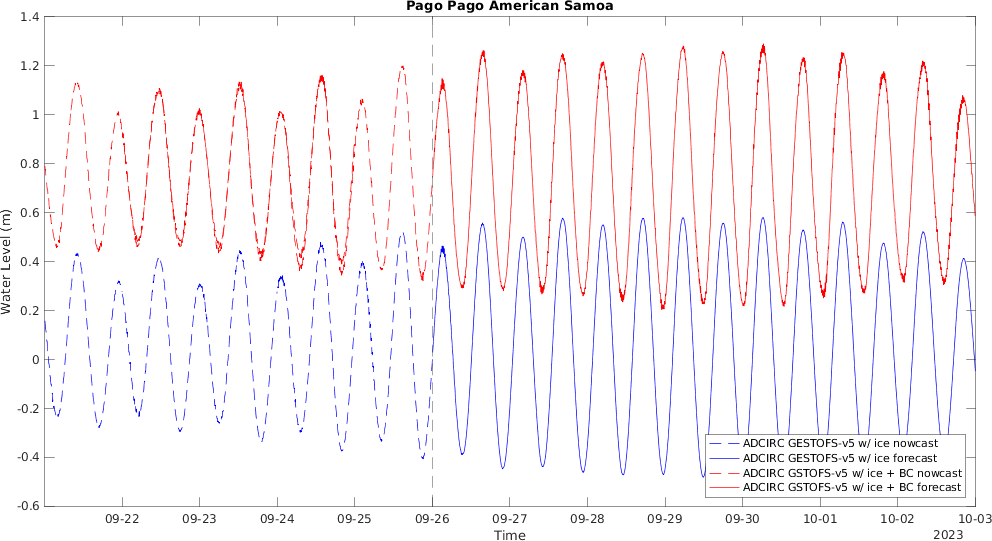 Pago Pago American Samoa
1.4
1.2
1
0.8
0.6
0.4
0.2
0
-0.2
-0.4
-0.6
Water Level (m)
ADCIRC GESTOFS-v5 w/ ice nowcast
ADCIRC GESTOFS-v5 w/ ice forecast
ADCIRC GSTOFS-v5 w/ ice + BC nowcast
ADCIRC GSTOFS-v5 w/ ice + BC forecast
09-22 09-23 09-24 09-25 09-26 09-27 09-28 09-29 09-30 10-01 10-02 10-03
Time
2023